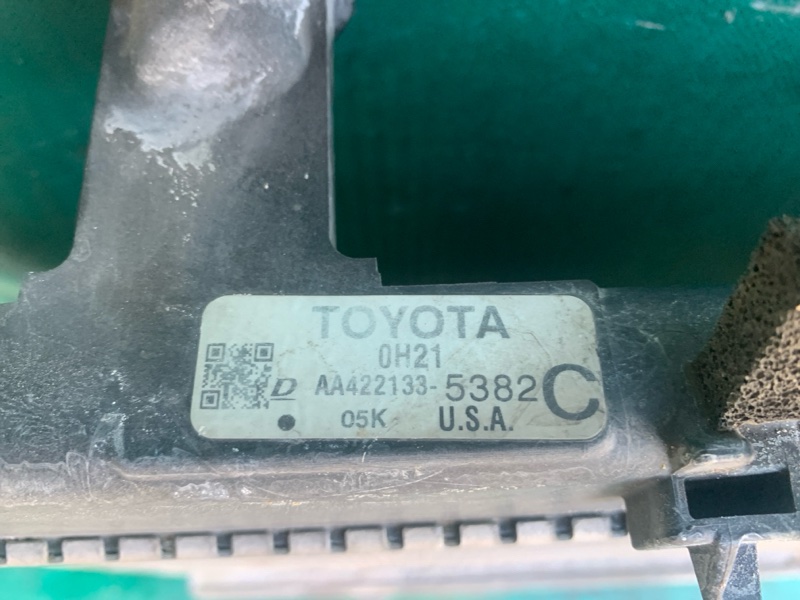 TOYOTA
0H21
D AA422133-5382 C
05K U.S.A.